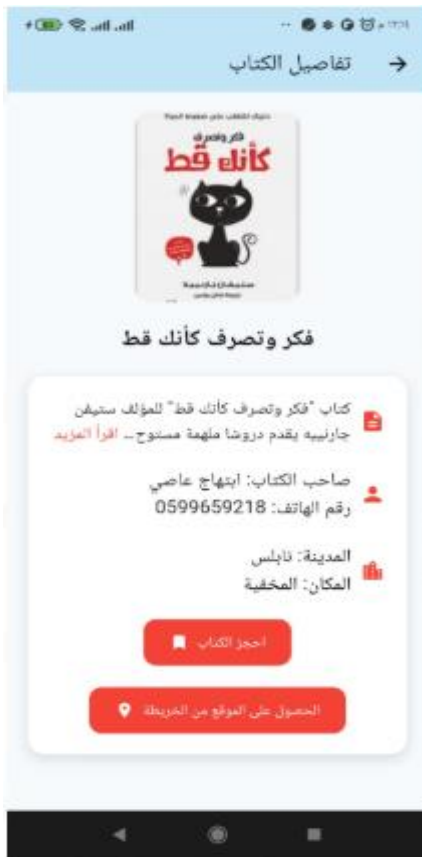 تفاصيل الكتاب
فكر وتصرف
كأنك قط
فكر وتصرف كأنك قط
كتاب "فكر وتصرف كأنك قط" للمؤلف ستيفن
جارنييه يقدم دروسًا ملهمة مستوح... اقرأ المزيد
صاحب الكتاب: ابتهاج عاصي
رقم الهاتف: 0599659218
المدينة: نابلس
المكان: المخفية
احجز الكتاب
الحصول على الموقع من الخريطة